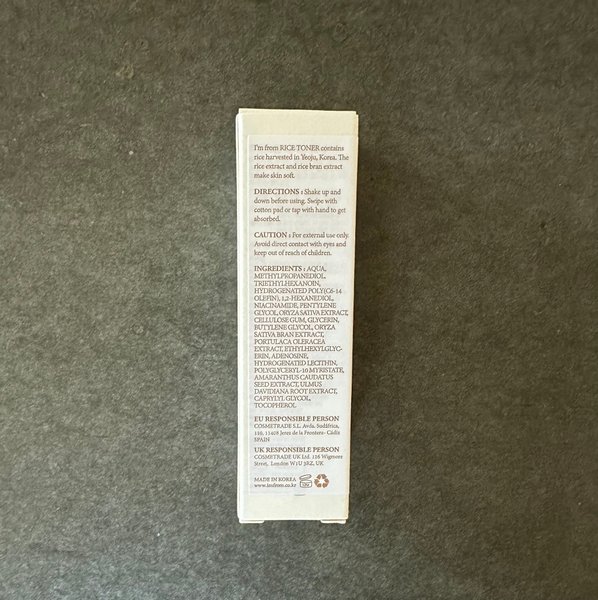 I'm from RICE TONER contains
rice harvested in Yeoju, Korea. The
rice extract and rice bran extract
make skin soft.
DIRECTIONS : Shake up and
down before using. Swipe with
cotton pad or tap with hand to get
absorbed.
CAUTION : For external use only.
Avoid direct contact with eyes and
keep out of reach of children.
INGREDIENTS : AQUA,
METHYLPROPANEDIOL,
TRIETHYLHEXANOIN,
HYDROGENATED POLY(C6-14
OLEFIN), 1,2-HEXANEDIOL,
NIACINAMIDE, PENTYLENE
GLYCOL, ORYZA SATIVA EXTRACT,
CELLULOSE GUM, GLYCERIN,
BUTYLENE GLYCOL, ORYZA
SATIVA BRAN EXTRACT,
PORTULACA OLERACEA
EXTRACT, ETHYLHEXYLGLYC-
ERIN, ADENOSINE,
HYDROGENATED LECITHIN,
POLYGLYCERYL-10 MYRISTATE,
AMARANTHUS CAUDATUS
SEED EXTRACT, ULMUS
DAVIDIANA ROOT EXTRACT,
CAPRYLYL GLYCOL,
TOCOPHEROL
EU RESPONSIBLE PERSON
COSMETRADE S.L. Avda. Sudáfrica,
11408 Jerez de la Frontera- Cádiz
SPAIN
UK RESPONSIBLE PERSON
COSMETRADE UK Ltd. 126 Wigmore
Street, London W1U 3RZ, UK
MADE IN KOREA
www.imfrom.co.kr